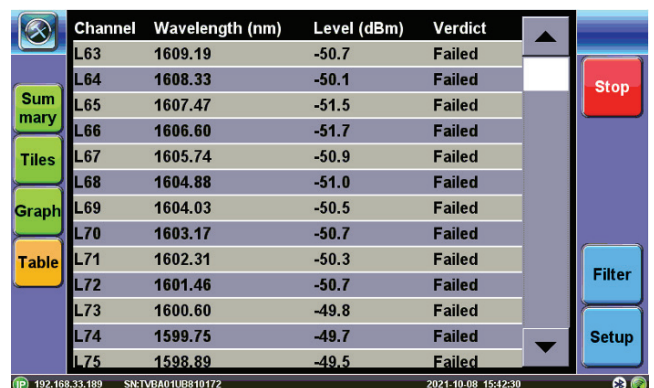 Channel Wavelength (nm) Level (dBm) Verdict
L63 1609.19 -50.7 Failed
L64 1608.33 -50.1 Failed
L65 1607.47 -51.5 Failed
L66 1606.60 -51.7 Failed
L67 1605.74 -50.9 Failed
L68 1604.88 -51.0 Failed
L69 1604.03 -50.5 Failed
L70 1603.17 -50.7 Failed
L71 1602.31 -50.3 Failed
L72 1601.46 -50.7 Failed
L73 1600.60 -49.8 Failed
L74 1599.75 -49.7 Failed
L75 1598.89 -49.5 Failed
Sum
mary
Tiles
Graph
Table
Stop
Filter
Setup
IP 192.168.33.189 SN:TVBA01UB810172 2021-10-08 15:42:30